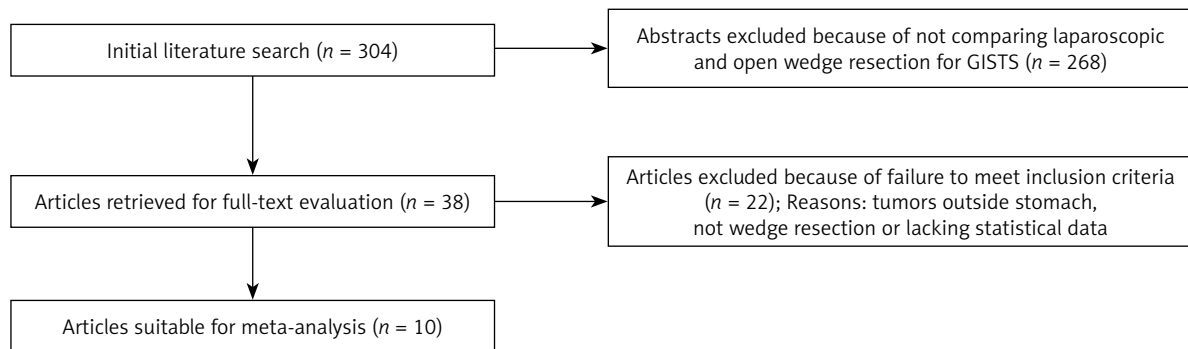 Initial literature search (n = 304)
Abstracts excluded because of not comparing laparoscopic
and open wedge resection for GISTS (n = 268)
Articles retrieved for full-text evaluation (n = 38)
Articles excluded because of failure to meet inclusion criteria
(n = 22); Reasons: tumors outside stomach,
not wedge resection or lacking statistical data
Articles suitable for meta-analysis (n = 10)